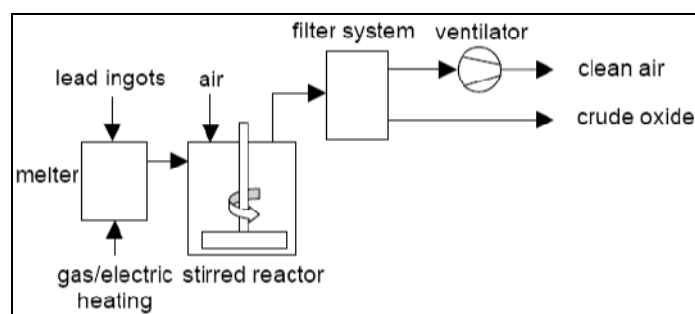 filter system
ventilator
lead ingots
air
clean air
crude oxide
melter
gas/electric
heating
stirred reactor